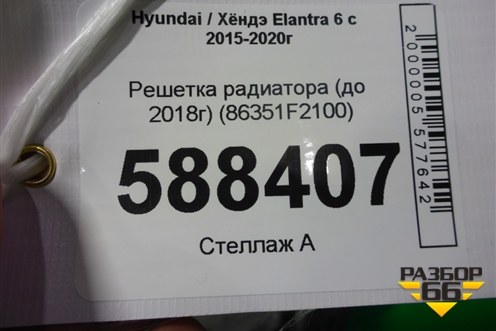 Hyundai / Хёндэ Elantra 6 с
2015-2020г
Решетка радиатора (до
2018г) (86351F2100)
588407
Стеллаж А
2000005577642
РАЗБОР
66